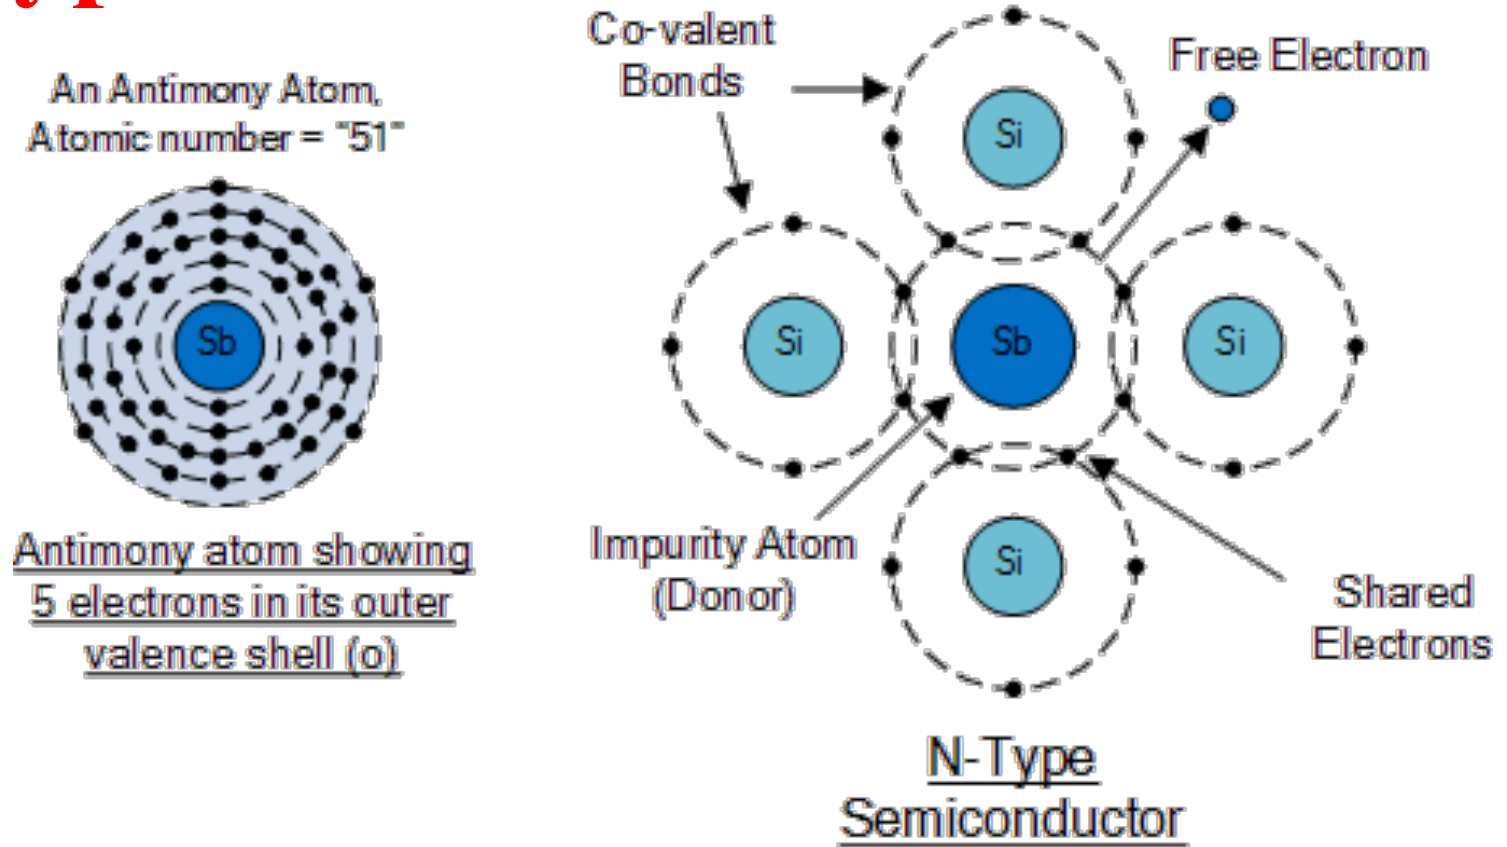 An Antimony Atom,
Atomic number = "51"
Sb
Antimony atom showing
5 electrons in its outer
valence shell (o)
Co-valent
Bonds
Free Electron
Si
Si
Sb
Si
Si
Impurity Atom
(Donor)
Shared
Electrons
N-Type
Semiconductor